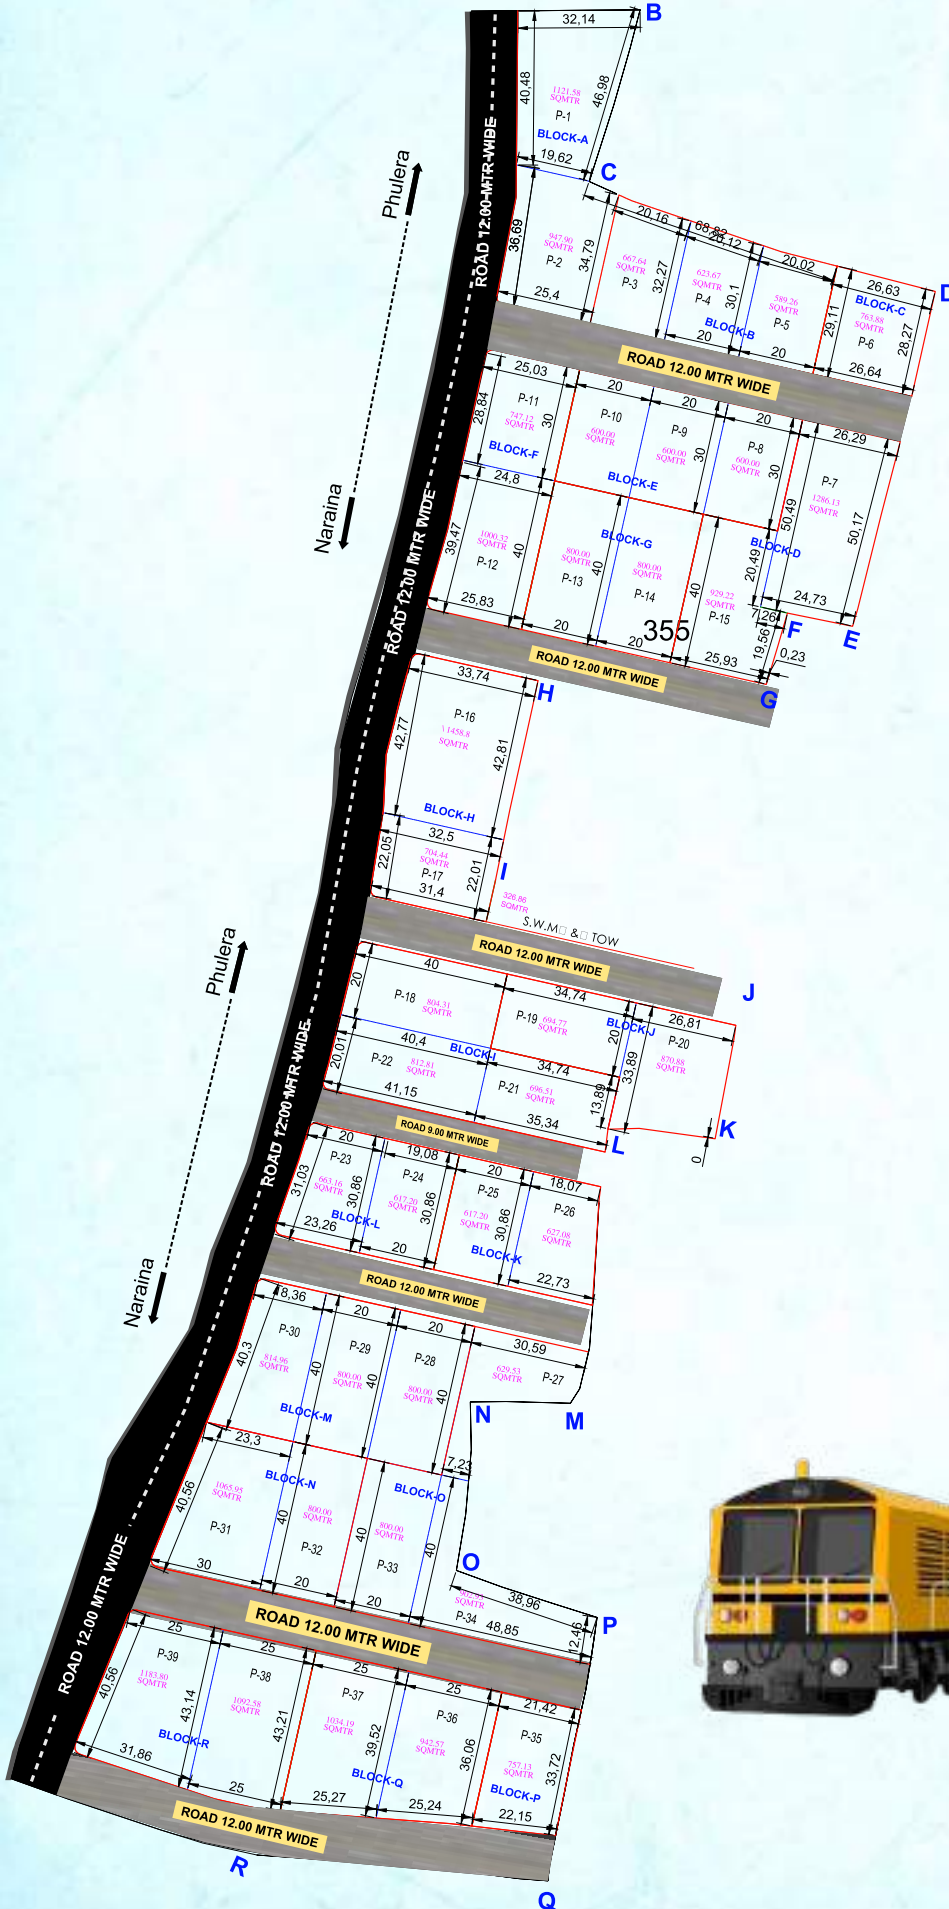 B
32,14
40,48
46,98
1121.58
SQMTR
P-1
BLOCK-A
19,62
C
ROAD 12.00 MTR WIDE
Phulera
Naraina
36,69
947.90
SQMTR
P-2
34,79
25,4
20,16
68,82
20,12
20,02
26,63
D
667.64
SQMTR
P-3
32,27
623.67
SQMTR
P-4
30,1
589.26
SQMTR
P-5
29,11
BLOCK-C
763.88
SQMTR
P-6
28,27
BLOCK-B
20
20
26,64
ROAD 12.00 MTR WIDE
25,03
20
20
20
26,29
28,84
P-11
747.12
SQMTR
30
P-10
600.00
SQMTR
P-9
600.00
SQMTR
30
P-8
600.00
SQMTR
30
P-7
1286.13
SQMTR
50,49
50,17
BLOCK-F
BLOCK-E
24,8
39,47
1000.32
SQMTR
P-12
40
800.00
SQMTR
P-13
40
BLOCK-G
800.00
SQMTR
P-14
40
929.22
SQMTR
P-15
20,49
BLOCK-D
24,73
7,26
F
E
19,56
0,23
25,83
20
20
355
25,93
G
ROAD 12.00 MTR WIDE
ROAD 12.00 MTR WIDE
33,74
H
P-16
1458.8
SQMTR
42,77
42,81
BLOCK-H
32,5
22,05
704.44
SQMTR
P-17
22,01
31,4
I
326.86
SQMTR
S.W.M & TOW
ROAD 12.00 MTR WIDE
J
Phulera
Naraina
40
34,74
26,81
20
P-18
804.31
SQMTR
P-19
694.77
SQMTR
20
BLOCK-J
33,89
P-20
870.88
SQMTR
40,4
BLOCK-I
34,74
20,01
P-22
812.81
SQMTR
P-21
696.51
SQMTR
13,89
41,15
35,34
L
K
0
ROAD 12.00 MTR WIDE
ROAD 9.00 MTR WIDE
20
19,08
20
18,07
31,03
P-23
663.16
SQMTR
30,86
P-24
617.20
SQMTR
30,86
P-25
617.20
SQMTR
30,86
P-26
627.08
SQMTR
BLOCK-L
BLOCK-K
23,26
20
22,73
ROAD 12.00 MTR WIDE
8,36
20
20
30,59
40,3
P-30
814.96
SQMTR
40
P-29
800.00
SQMTR
40
P-28
800.00
SQMTR
40
629.53
SQMTR
P-27
BLOCK-M
N
M
23,3
7,23
BLOCK-N
BLOCK-O
40,56
1065.95
SQMTR
P-31
40
800.00
SQMTR
P-32
40
800.00
SQMTR
P-33
40
O
38,96
P
SQMTR
P-34
48,85
12,46
30
20
20
ROAD 12.00 MTR WIDE
ROAD 12.00 MTR WIDE
25
25
25
25
21,42
40,56
P-39
1183.80
SQMTR
43,14
P-38
1092.58
SQMTR
43,21
P-37
1034.19
SQMTR
39,52
P-36
942.57
SQMTR
36,06
P-35
757.13
SQMTR
33,72
BLOCK-R
BLOCK-Q
BLOCK-P
31,86
25
25,27
25,24
22,15
ROAD 12.00 MTR WIDE
R
Q